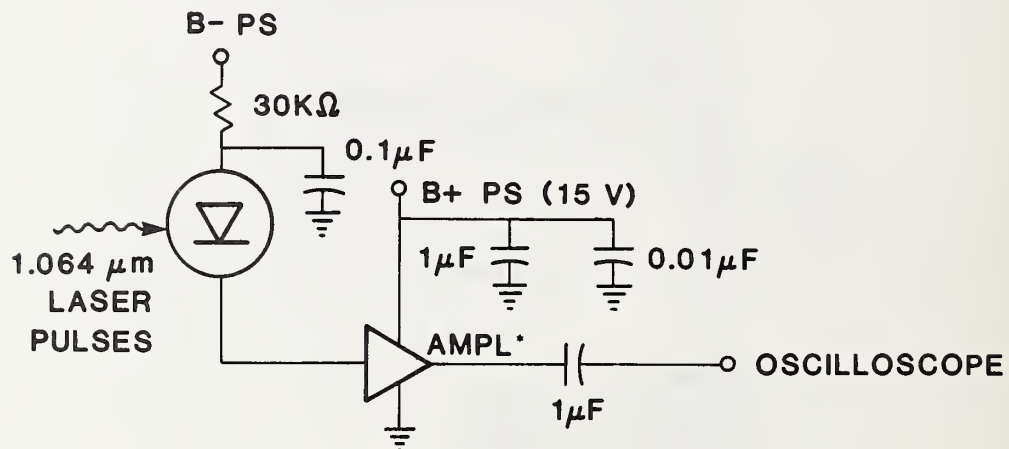 B- PS
30KΩ
0.1μF
B+ PS (15 V)
1μF
0.01μF
1.064 μm
LASER
PULSES
AMPL*
OSCILLOSCOPE
1μF